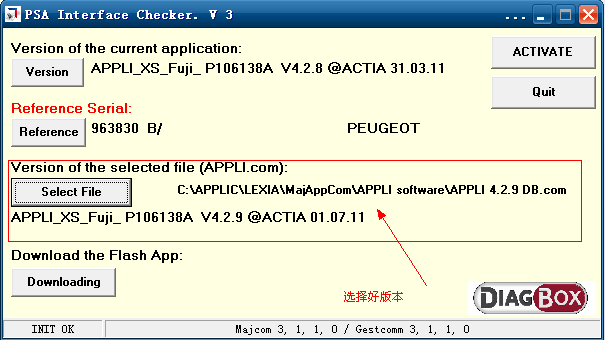 PSA Interface Checker. V 3
Version of the current application:
ACTIVATE
Version APPLI_XS_Fuji_ P106138A V4.2.8 @ACTIA 31.03.11
Quit
Reference Serial:
Reference 963830 B/ PEUGEOT
Version of the selected file (APPLI.com):
Select File C:\APPLIC\LEXIA\MajAppCom\APPLI software\APPLI 4.2.9 DB.com
APPLI_XS_Fuji_ P106138A V4.2.9 @ACTIA 01.07.11
Download the Flash App:
Downloading
选择好版本
DIAGBOX
INIT OK Majcom 3, 1, 1, 0 / Gestcomm 3, 1, 1, 0